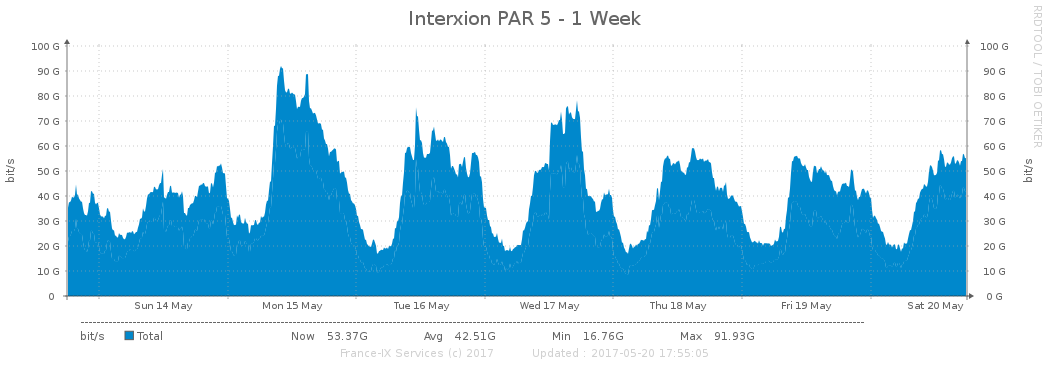 Interxion PAR 5 - 1 Week
RRDTOOL / TOBI OETIKER
100 G 100 G
90 G 90 G
80 G 80 G
70 G 70 G
60 G 60 G
50 G 50 G
40 G 40 G
30 G 30 G
20 G 20 G
10 G 10 G
0 0 G
bit/s
bit/s
Sun 14 May Mon 15 May Tue 16 May Wed 17 May Thu 18 May Fri 19 May Sat 20 May
bit/s Total Now 53.37G Avg 42.51G Min 16.76G Max 91.93G
France-IX Services (c) 2017 Updated : 2017-05-20 17:55:05